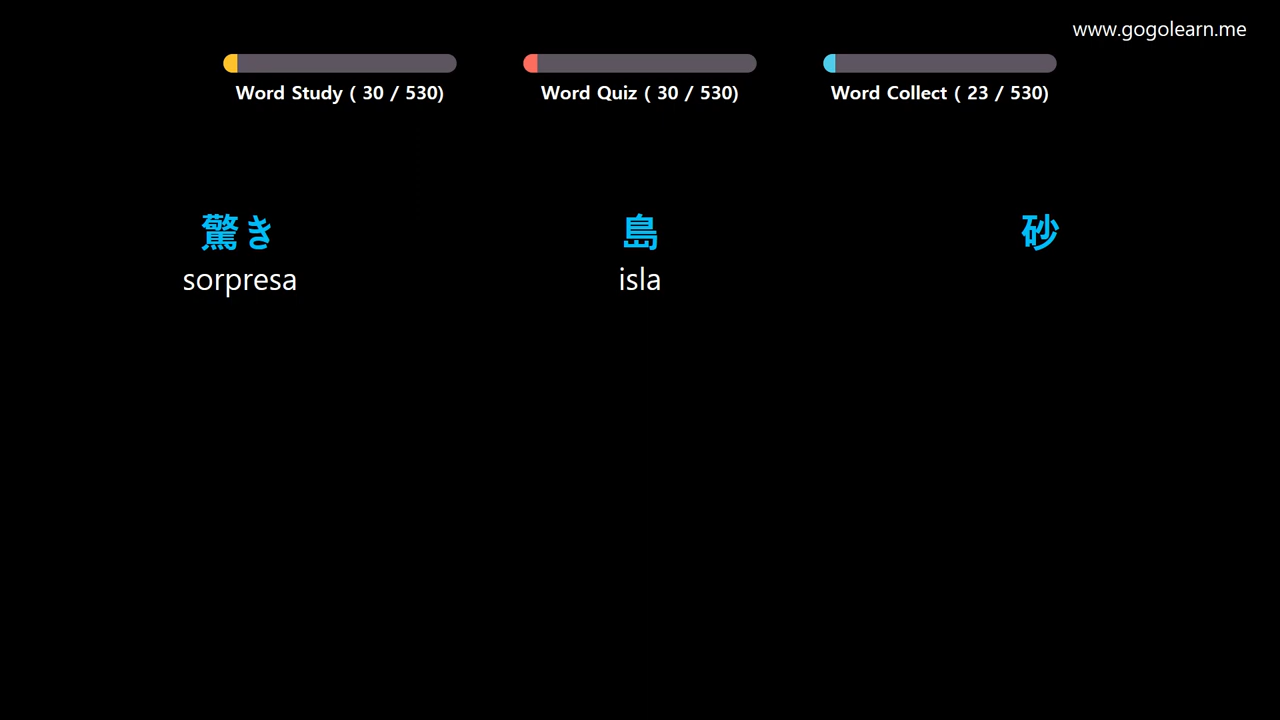 www.gogolearn.me
Word Study ( 30 / 530)
Word Quiz ( 30 / 530)
Word Collect ( 23 / 530)
驚き
島
砂
sorpresa
isla